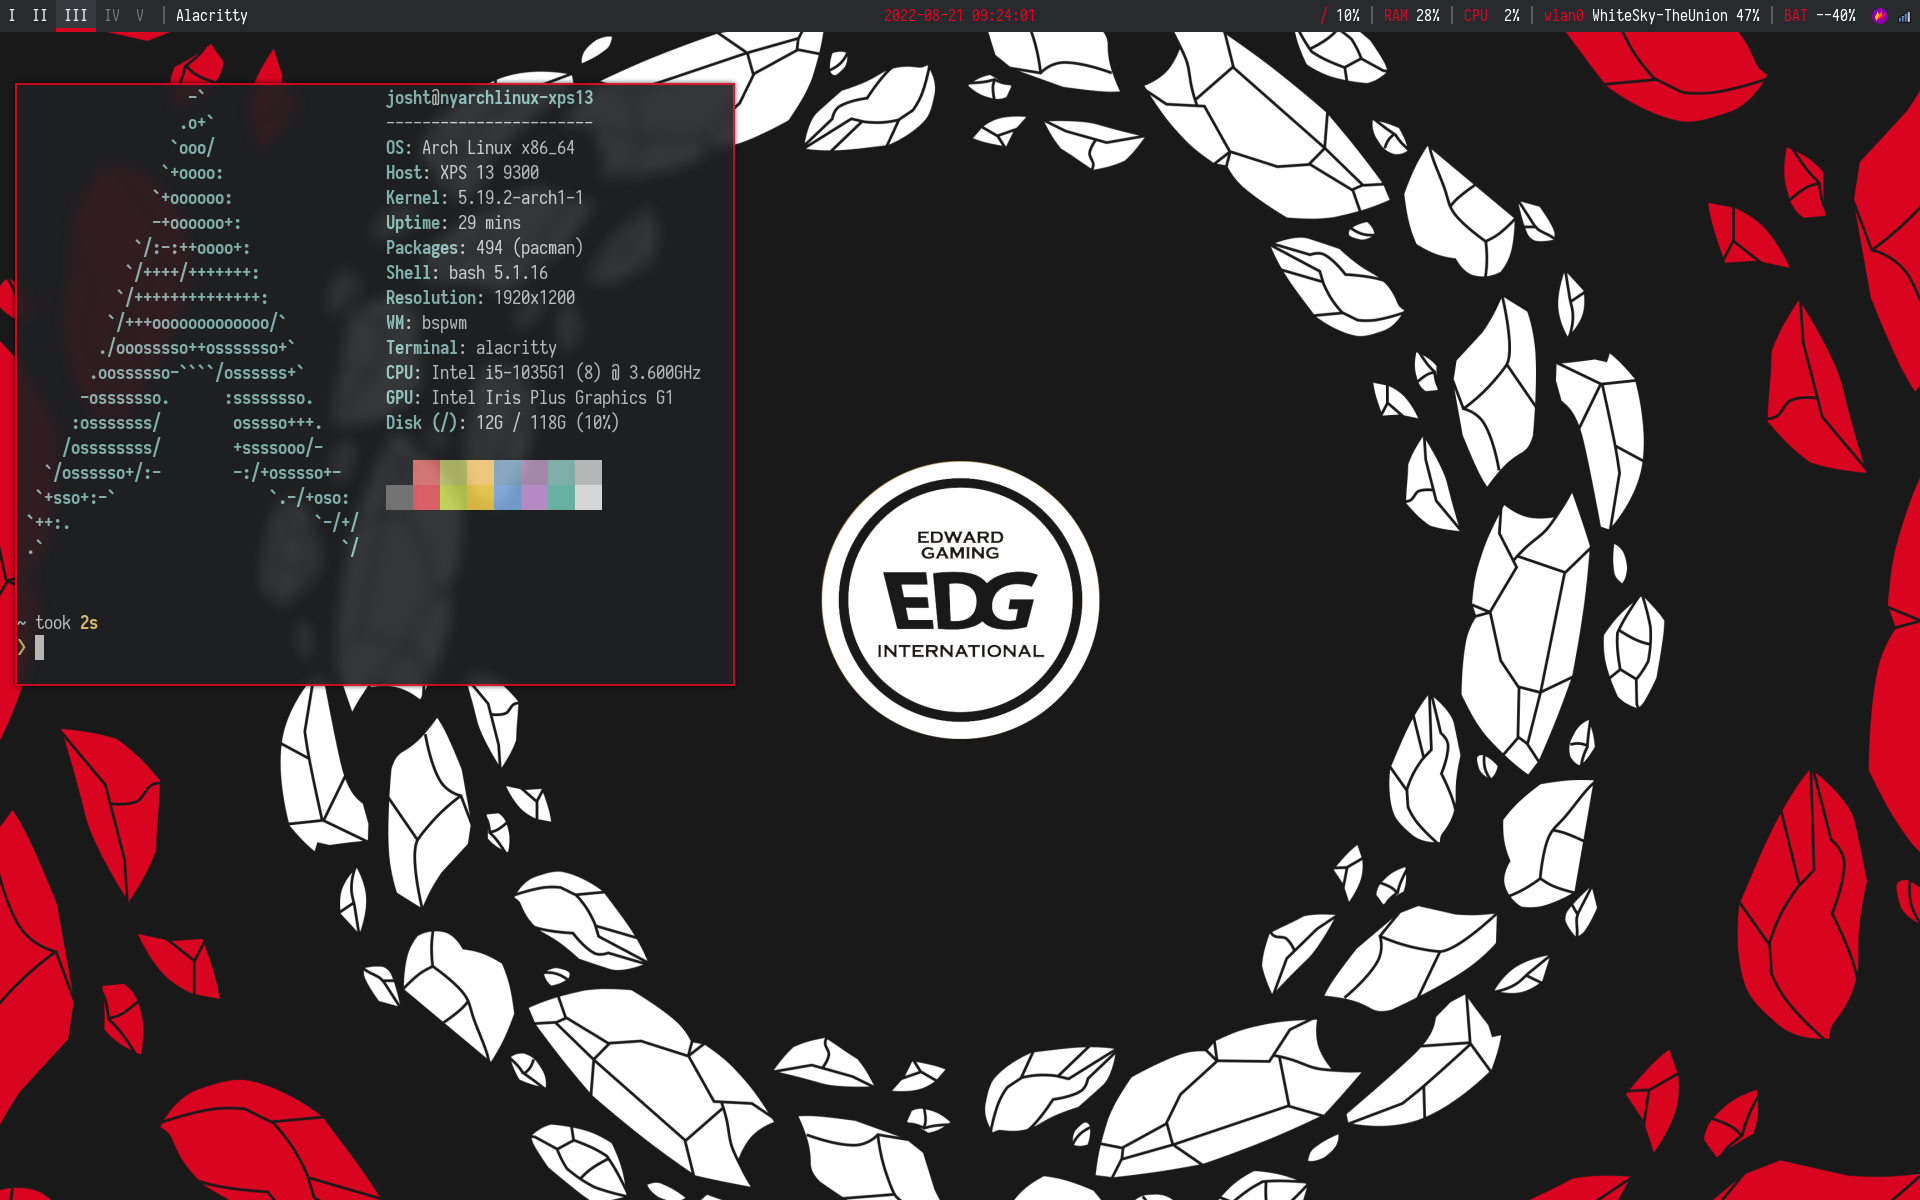 I II III IV V | Alacritty 2022-08-21 09:24:01 / 10% | RAM 28% | CPU 2% | wlan0 WhiteSky-TheUnion 47% | BAT --40%
-` josht@nyarchlinux-xps13
.o+` -----------------------
`ooo/ OS: Arch Linux x86_64
`+oooo: Host: XPS 13 9300
`+oooooo: Kernel: 5.19.2-arch1-1
-+oooooo+: Uptime: 29 mins
`/:-:++oooo+: Packages: 494 (pacman)
`/++++/+++++++: Shell: bash 5.1.16
`/++++++++++++++: Resolution: 1920x1200
`/+++ooooooooooooo/` WM: bspwm
./ooosssso++osssssso+` Terminal: alacritty
.oossssso-````/ossssss+` CPU: Intel i5-1035G1 (8) @ 3.600GHz
-osssssso. :ssssssso. GPU: Intel Iris Plus Graphics G1
:osssssss/ osssso+++. Disk (/): 12G / 118G (10%)
/ossssssss/ +ssssooo/-
`/ossssso+/:- -:/+osssso+-
`+sso+:-` `.-/+oso:
`++:. `-/+/
.` `/
~ took 2s
❯
EDWARD
GAMING
EDG
INTERNATIONAL